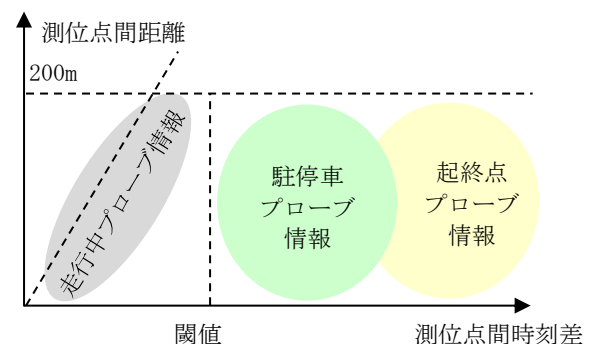 測位点間距離
200m
走行中プローブ情報
駐停車
プローブ
情報
起終点
プローブ
情報
閾値
測位点間時刻差